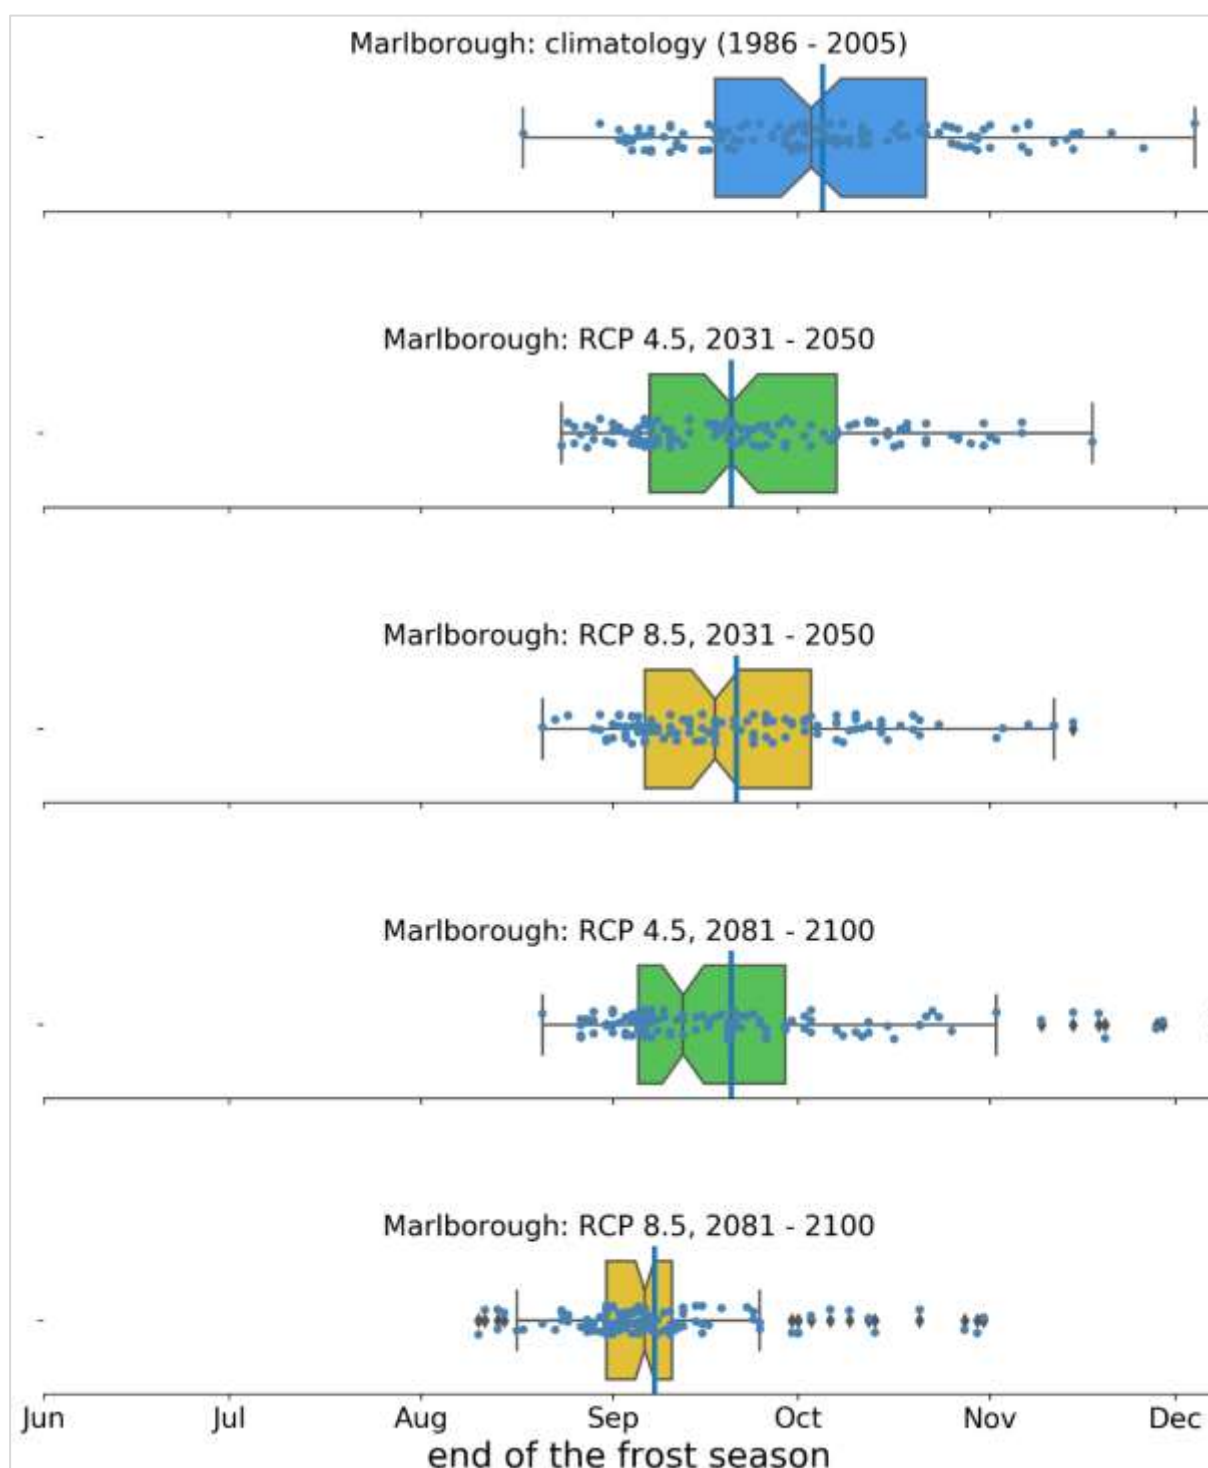 Marlborough: climatology (1986 - 2005)
Marlborough: RCP 4.5, 2031 - 2050
Marlborough: RCP 8.5, 2031 - 2050
Marlborough: RCP 4.5, 2081 - 2100
Marlborough: RCP 8.5, 2081 - 2100
Jun Jul Aug Sep Oct Nov Dec
end of the frost season